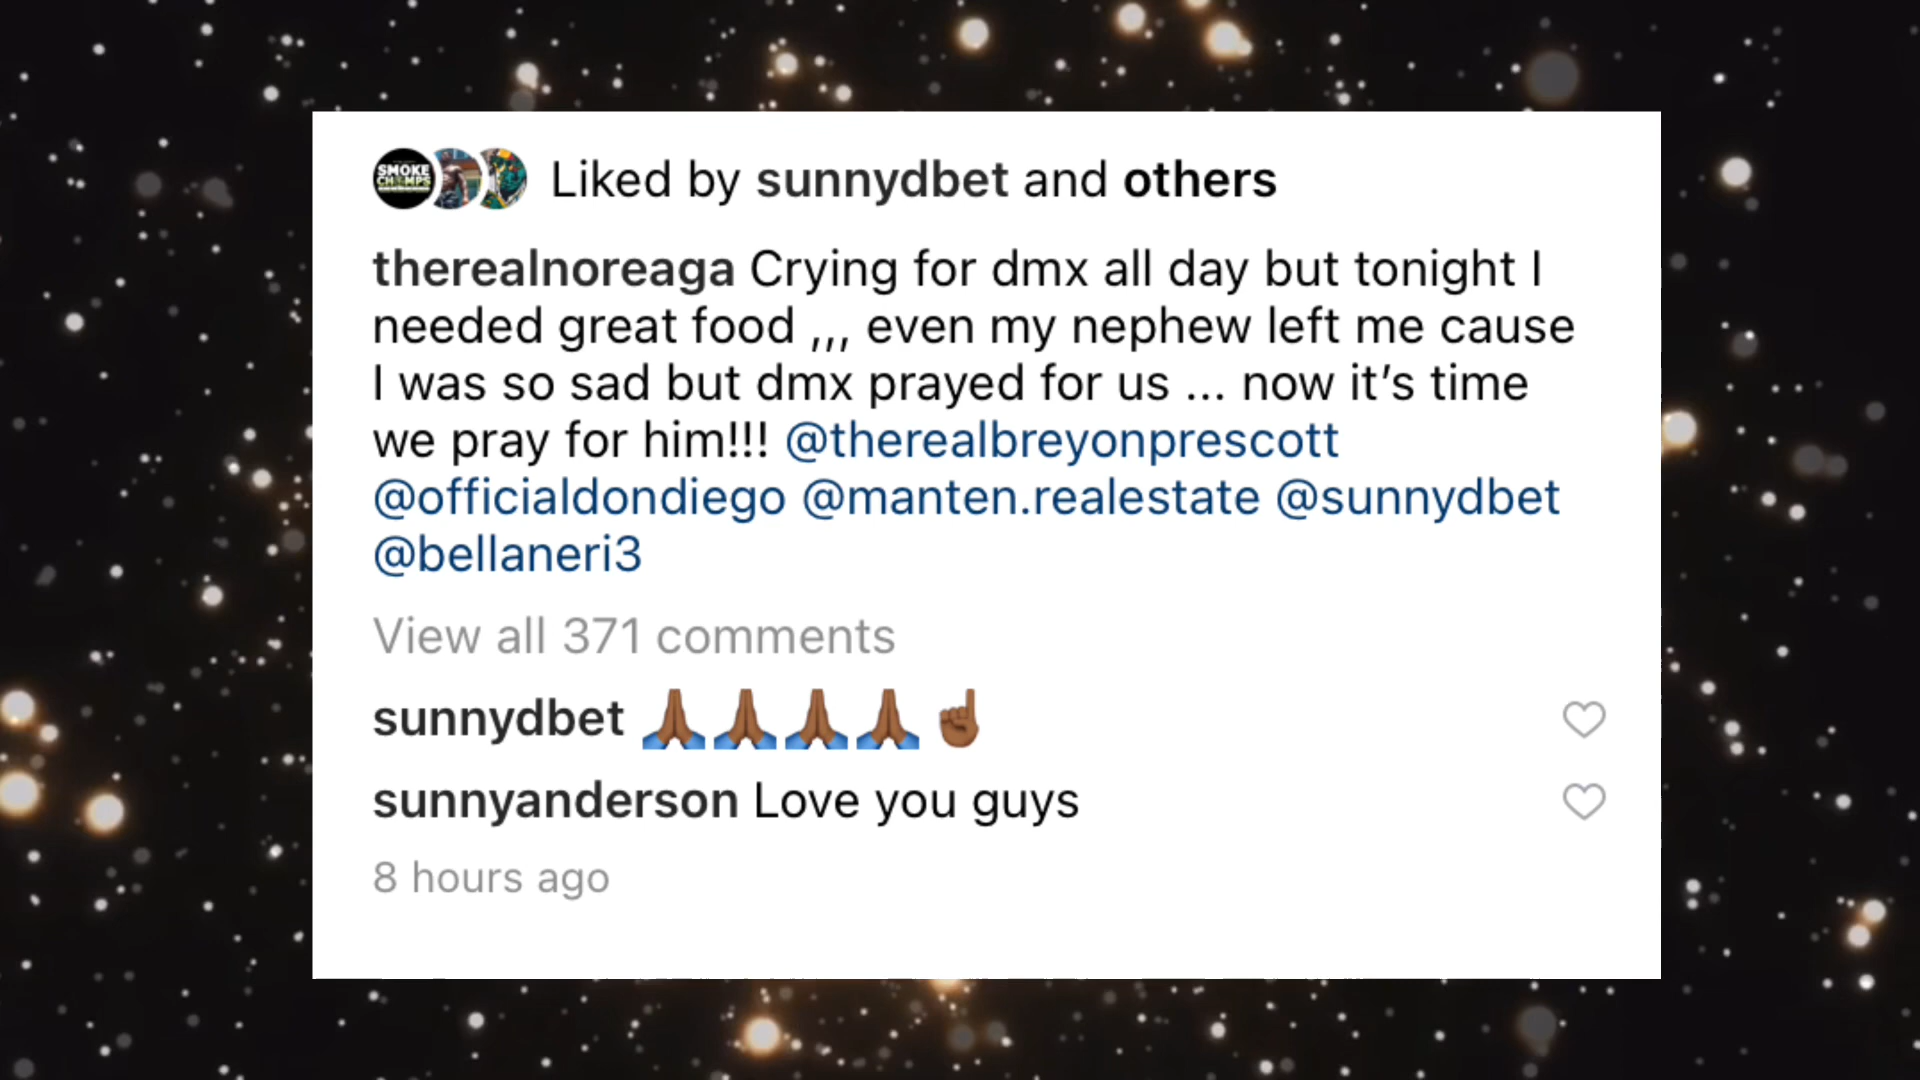 SMOKE
CHAMPS
Liked by sunnydbet and others
therealnoreaga Crying for dmx all day but tonight I
needed great food ,,, even my nephew left me cause
I was so sad but dmx prayed for us ... now it’s time
we pray for him!!! @therealbreyonprescott
@officialdondiego @manten.realestate @sunnydbet
@bellaneri3
View all 371 comments
sunnydbet 🙏🏾🙏🏾🙏🏾🙏🏾☝🏾
sunnyanderson Love you guys
8 hours ago